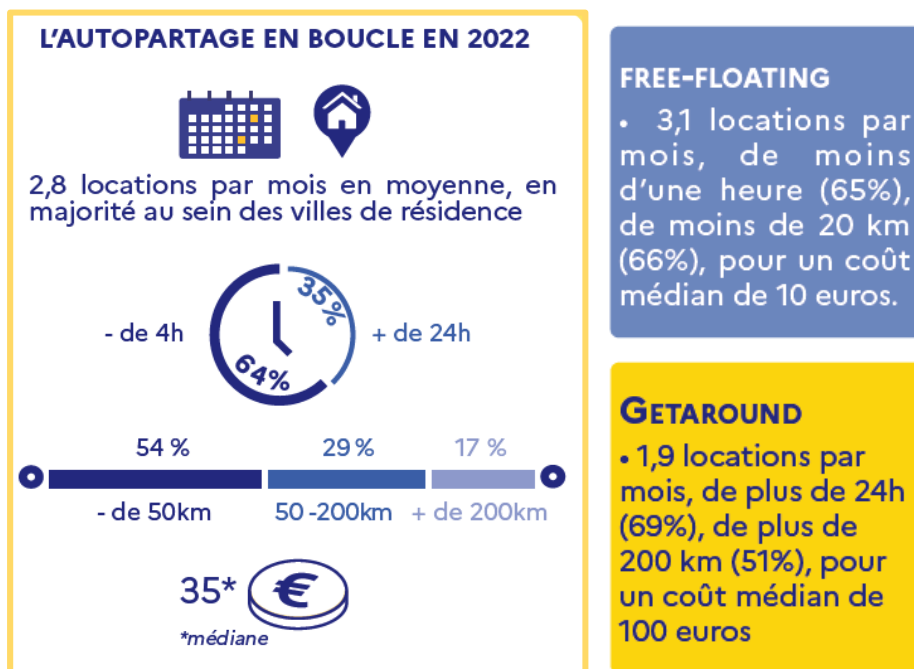 L'AUTOPARTAGE EN BOUCLE EN 2022
2,8 locations par mois en moyenne, en
majorité au sein des villes de résidence
35%
- de 4h
+ de 24h
64%
54 %
29 %
17 %
- de 50km
50 -200km
+ de 200km
35*
€
*médiane
FREE-FLOATING
• 3,1 locations par
mois, de moins
d'une heure (65%),
de moins de 20 km
(66%), pour un coût
médian de 10 euros.
GETAROUND
• 1,9 locations par
mois, de plus de 24h
(69%), de plus de
200 km (51%), pour
un coût médian de
100 euros